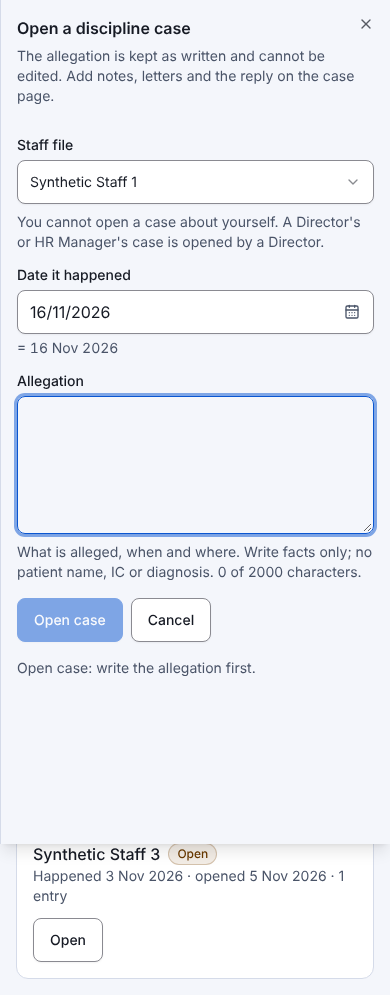 Open a discipline case
The allegation is kept as written and cannot be
edited. Add notes, letters and the reply on the case
page.
Staff file
Synthetic Staff 1
You cannot open a case about yourself. A Director's
or HR Manager's case is opened by a Director.
Date it happened
16/11/2026
= 16 Nov 2026
Allegation
What is alleged, when and where. Write facts only; no
patient name, IC or diagnosis. 0 of 2000 characters.
Open case
Cancel
Open case: write the allegation first.
Synthetic Staff 3 Open
Happened 3 Nov 2026 · opened 5 Nov 2026 · 1
entry
Open